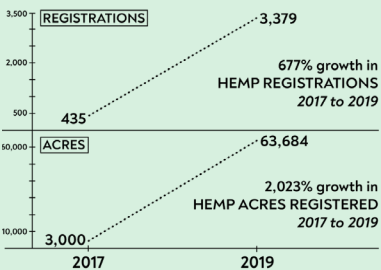 3,500
REGISTRATIONS
3,379
2,000
677% growth in
HEMP REGISTRATIONS
2017 to 2019
500
435
ACRES
50,000
63,684
2,023% growth in
HEMP ACRES REGISTERED
2017 to 2019
10,000
3,000
2017
2019